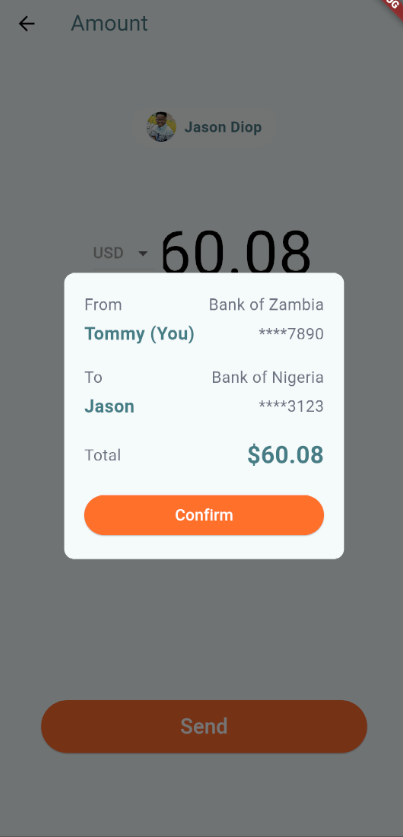 Amount
Jason Diop
USD 60.08
From Bank of Zambia
Tommy (You) ****7890
To Bank of Nigeria
Jason ****3123
Total $60.08
Confirm
Send